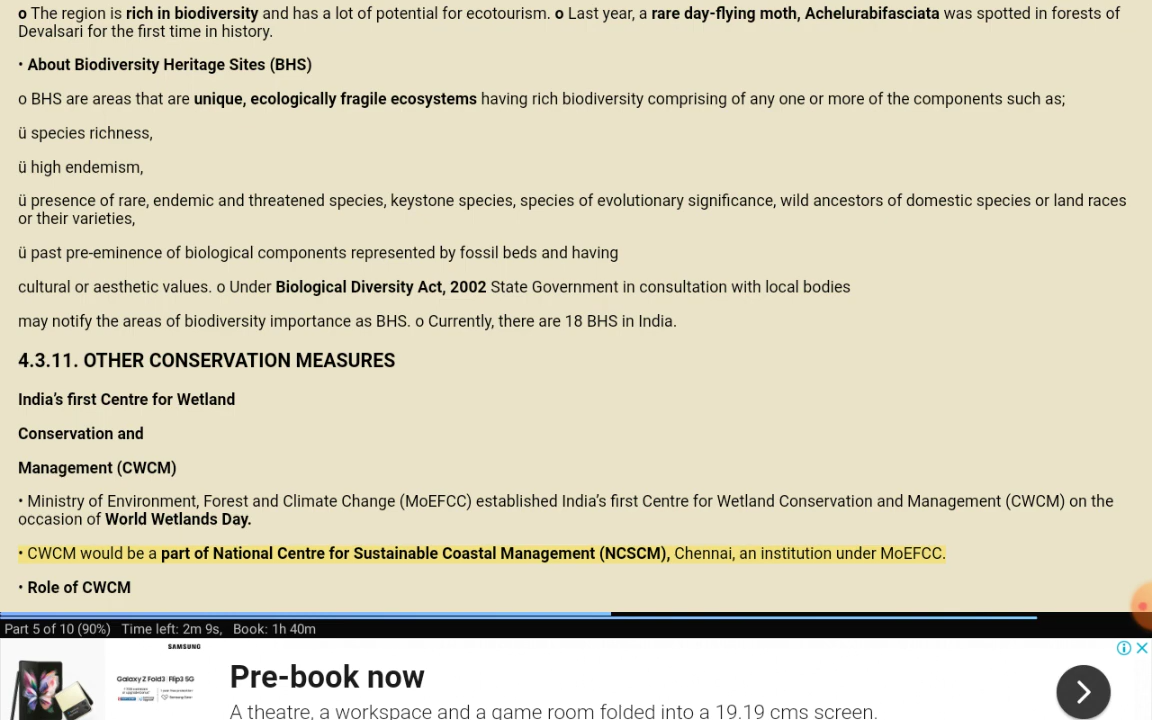 o The region is rich in biodiversity and has a lot of potential for ecotourism. o Last year, a rare day-flying moth, Achelurabifasciata was spotted in forests of
Devalsari for the first time in history.
• About Biodiversity Heritage Sites (BHS)
o BHS are areas that are unique, ecologically fragile ecosystems having rich biodiversity comprising of any one or more of the components such as;
ü species richness,
ü high endemism,
ü presence of rare, endemic and threatened species, keystone species, species of evolutionary significance, wild ancestors of domestic species or land races
or their varieties,
ü past pre-eminence of biological components represented by fossil beds and having
cultural or aesthetic values. o Under Biological Diversity Act, 2002 State Government in consultation with local bodies
may notify the areas of biodiversity importance as BHS. o Currently, there are 18 BHS in India.
4.3.11. OTHER CONSERVATION MEASURES
India's first Centre for Wetland
Conservation and
Management (CWCM)
• Ministry of Environment, Forest and Climate Change (MoEFCC) established India's first Centre for Wetland Conservation and Management (CWCM) on the
occasion of World Wetlands Day.
• CWCM would be a part of National Centre for Sustainable Coastal Management (NCSCM), Chennai, an institution under MoEFCC.
• Role of CWCM
Part 5 of 10 (90%) Time left: 2m 9s, Book: 1h 40m
SAMSUNG
Galaxy Z Fold3 Flip3 5G
Pre-book now
A theatre, a workspace and a game room folded into a 19.19 cms screen.